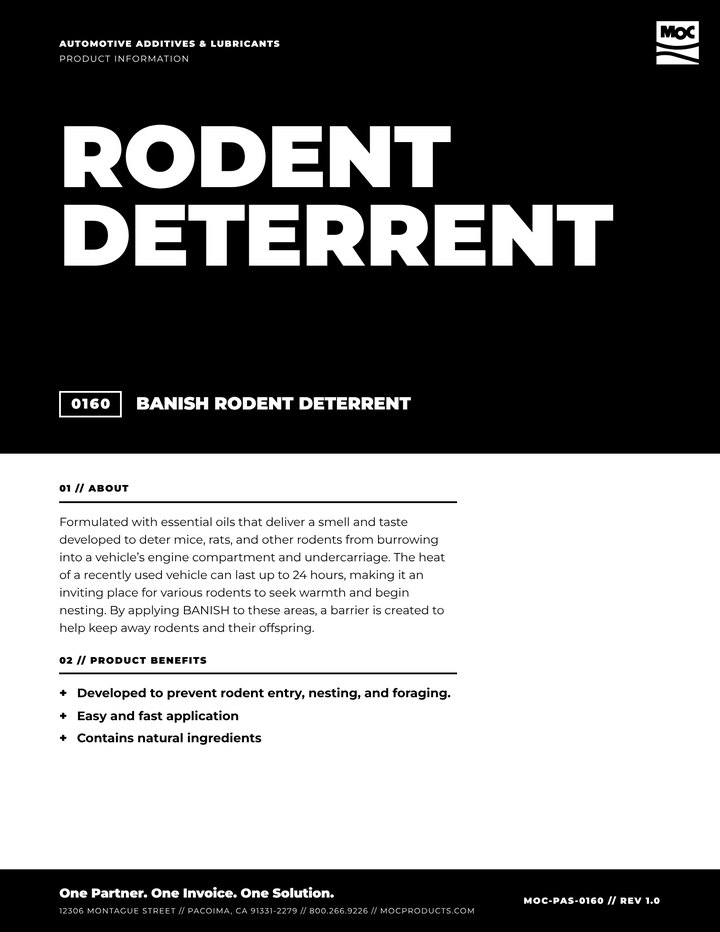 AUTOMOTIVE ADDITIVES & LUBRICANTS
PRODUCT INFORMATION
MOC
RODENT
DETERRENT
0160 BANISH RODENT DETERRENT
01 // ABOUT
Formulated with essential oils that deliver a smell and taste
developed to deter mice, rats, and other rodents from burrowing
into a vehicle’s engine compartment and undercarriage. The heat
of a recently used vehicle can last up to 24 hours, making it an
inviting place for various rodents to seek warmth and begin
nesting. By applying BANISH to these areas, a barrier is created to
help keep away rodents and their offspring.
02 // PRODUCT BENEFITS
+ Developed to prevent rodent entry, nesting, and foraging.
+ Easy and fast application
+ Contains natural ingredients
One Partner. One Invoice. One Solution.
12306 MONTAGUE STREET // PACOIMA, CA 91331-2279 // 800.266.9226 // MOCPRODUCTS.COM
MOC-PAS-0160 // REV 1.0